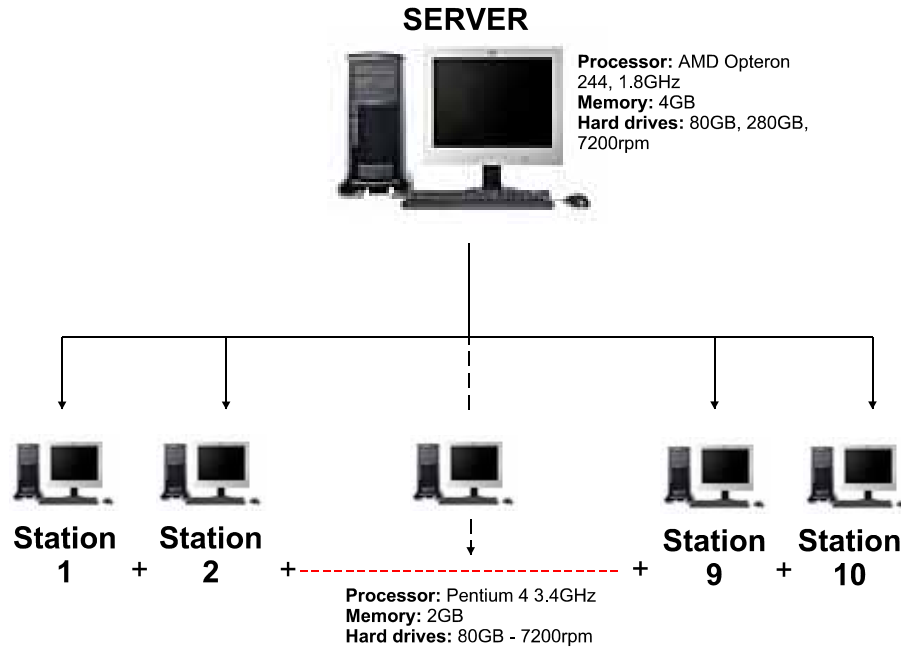 SERVER
Processor: AMD Opteron
244, 1.8GHz
Memory: 4GB
Hard drives: 80GB, 280GB,
7200rpm
Station
1
+
Station
2
+
+
Station
9
+
Station
10
Processor: Pentium 4 3.4GHz
Memory: 2GB
Hard drives: 80GB - 7200rpm